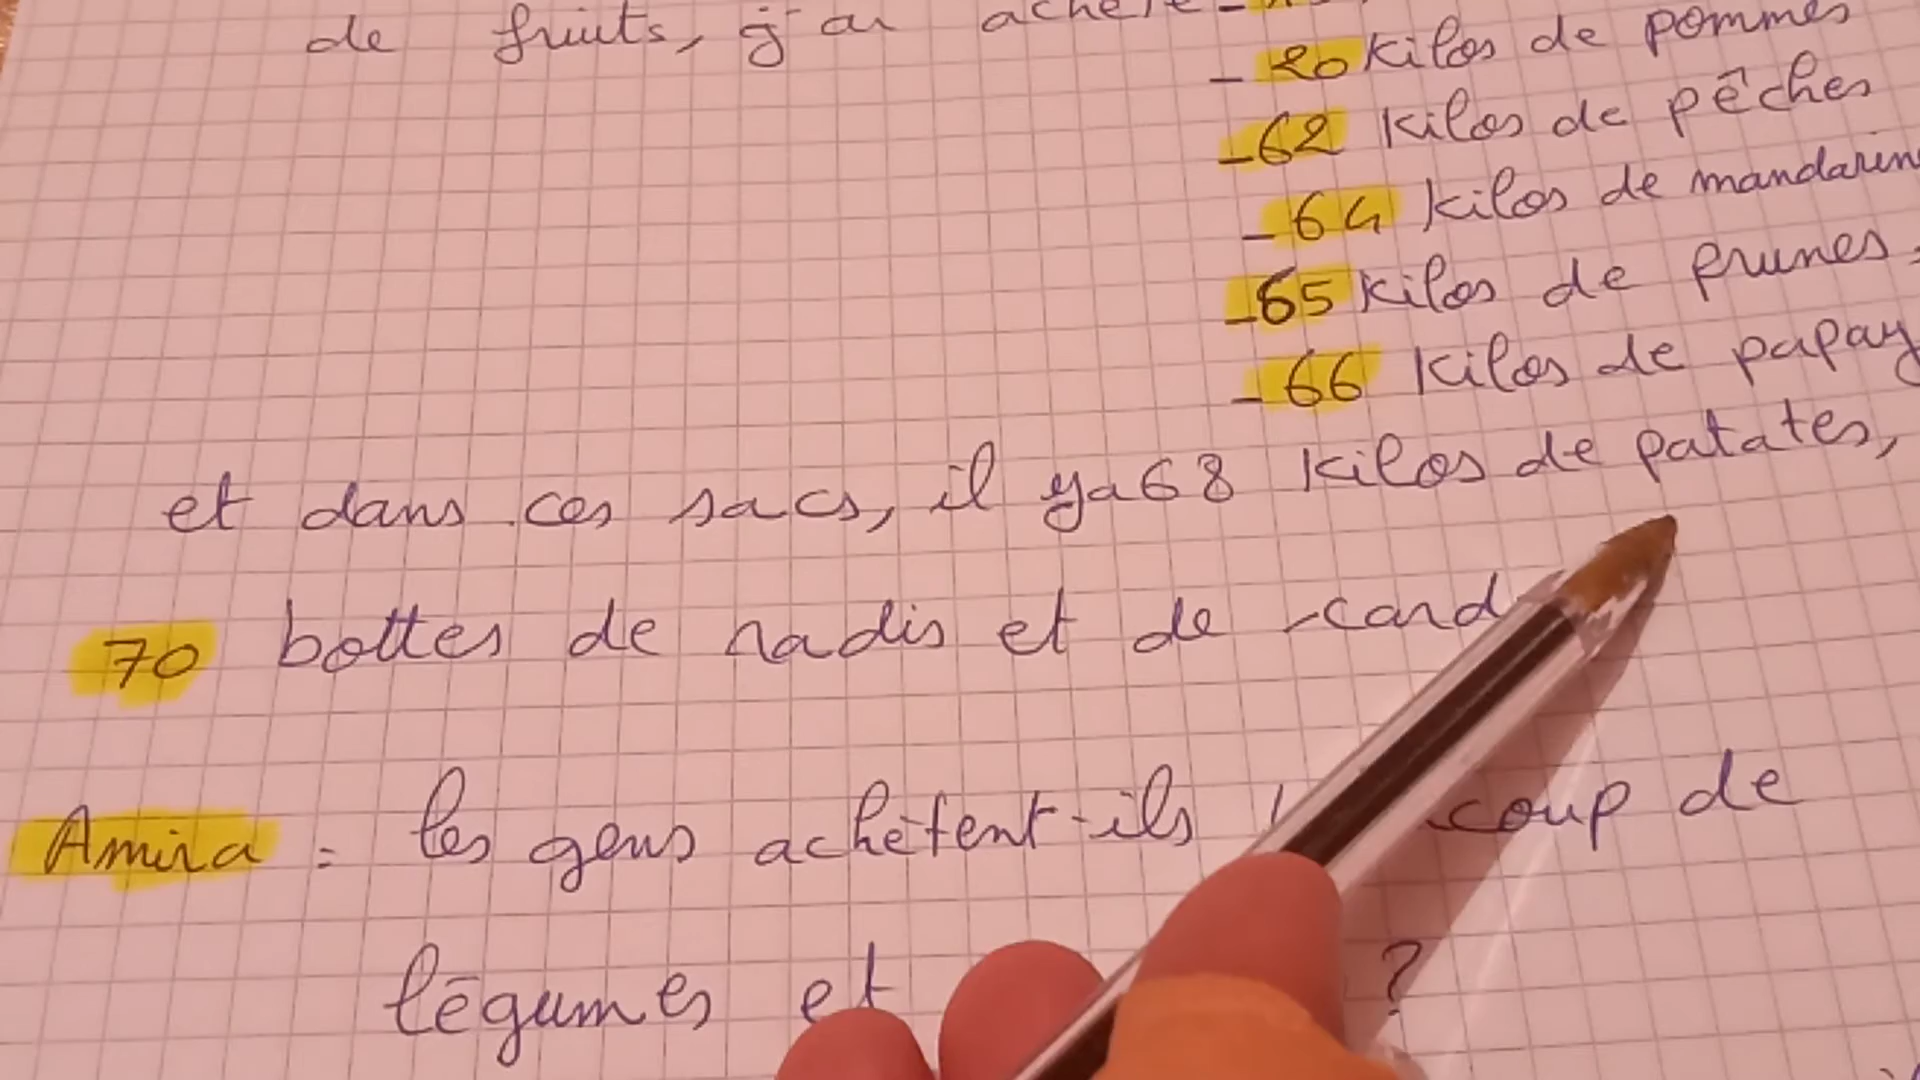 de fruits, j'ai acheté -
- 20 kilos de pommes
- 62 kilos de pêches
- 64 kilos de mandarin
- 65 kilos de prunes.
- 66 kilos de papay
et dans ces sacs, il ya 68 kilos de patates,
70 bottes de radis et de card
Amira : les gens achètent-ils coup de
légumes et ?